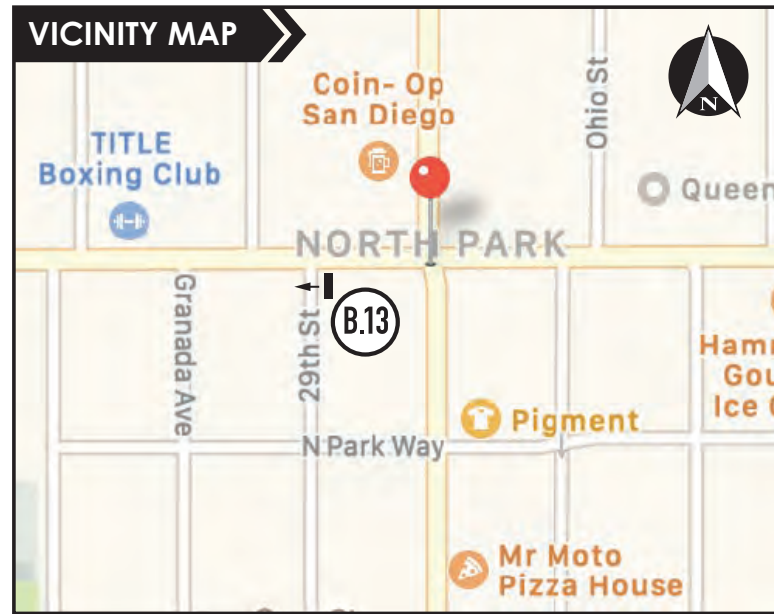 VICINITY MAP
Coin- Op
San Diego
Ohio St
N
TITLE
Boxing Club
Queen
NORTH PARK
Granada Ave
29th St
B.13
Hamm
Gou
Ice
Pigment
N Park Way
Mr Moto
Pizza House